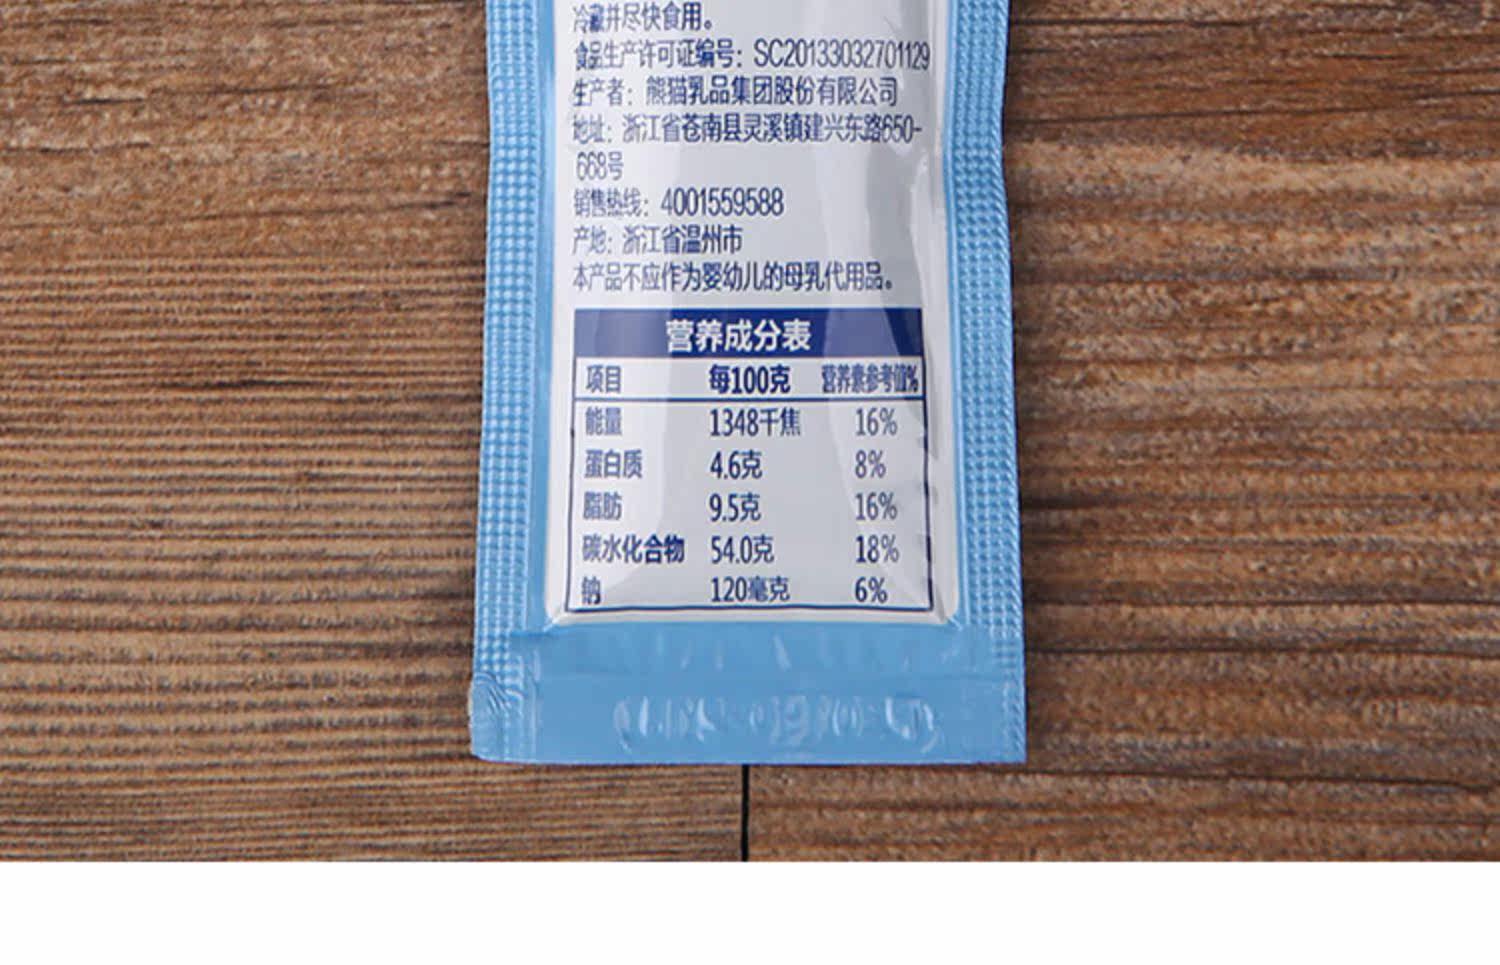 冷藏并尽快食用。
食品生产许可证编号：SC20133032701129
生产者：熊猫乳品集团股份有限公司
地址：浙江省苍南县灵溪镇建兴东路650-
668号
销售热线：4001559588
产地：浙江省温州市
本产品不应作为婴幼儿的母乳代用品。
营养成分表
项目 每100克 营养素参考值%
能量 1348千焦 16%
蛋白质 4.6克 8%
脂肪 9.5克 16%
碳水化合物 54.0克 18%
钠 120毫克 6%